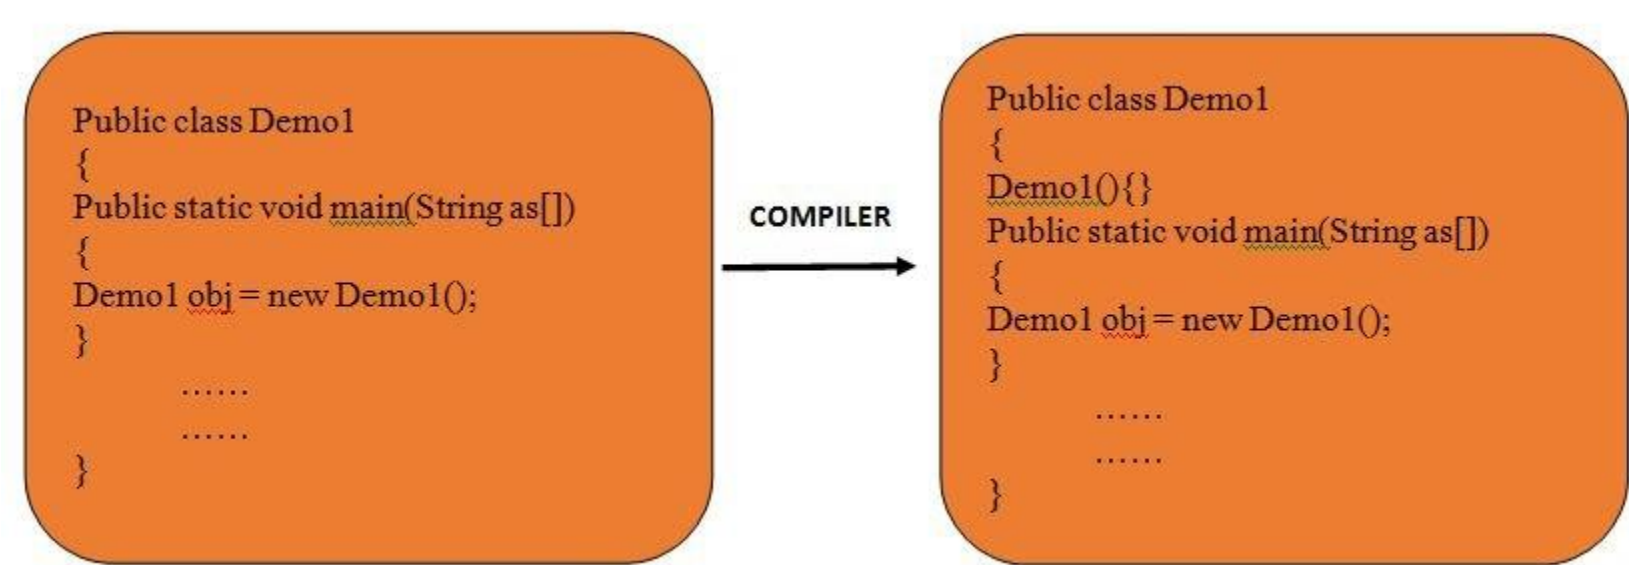 Public class Demo1
{
Public static void main(String as[])
{
Demo1 obj = new Demo1();
}
......
......
}
COMPILER
Public class Demo1
{
Demo1(){}
Public static void main(String as[])
{
Demo1 obj = new Demo1();
}
......
......
}